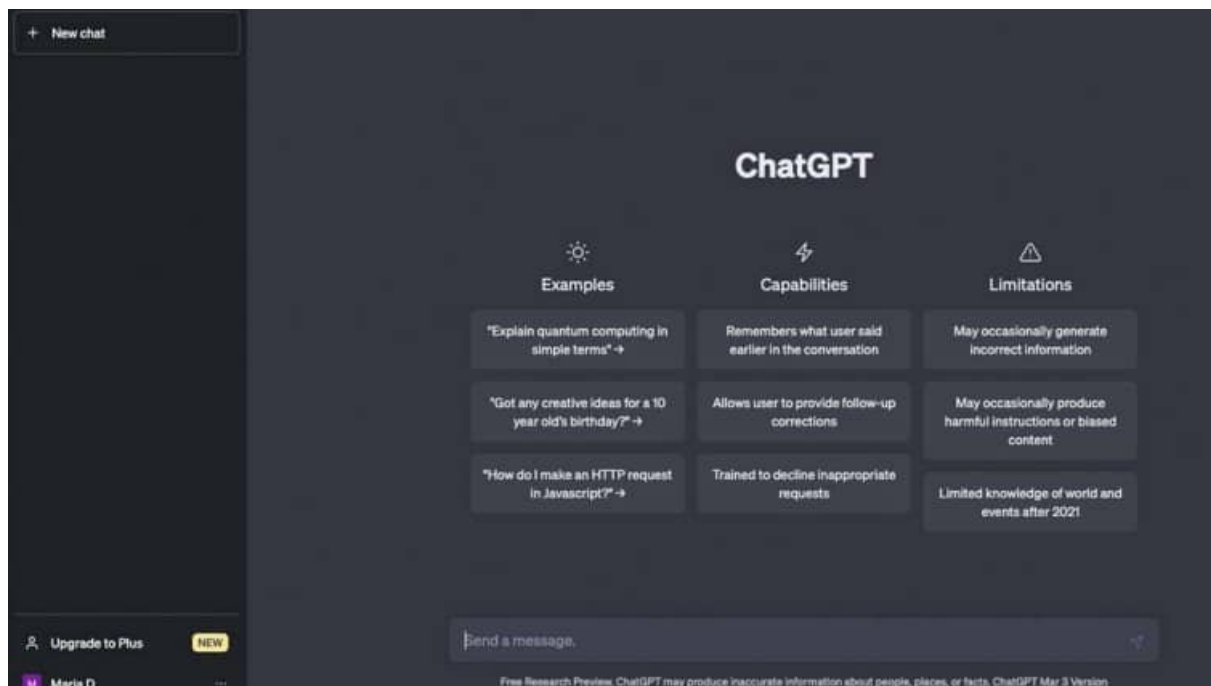 + New chat
ChatGPT
Examples
"Explain quantum computing in
simple terms" →
"Got any creative ideas for a 10
year old's birthday?" →
"How do I make an HTTP request
in Javascript?" →
Capabilities
Remembers what user said
earlier in the conversation
Allows user to provide follow-up
corrections
Trained to decline inappropriate
requests
Limitations
May occasionally generate
incorrect information
May occasionally produce
harmful instructions or biased
content
Limited knowledge of world and
events after 2021
Upgrade to Plus NEW
M Maria D
Send a message.
Free Research Preview. ChatGPT may produce inaccurate information about people, places, or facts. ChatGPT Mar 3 Version